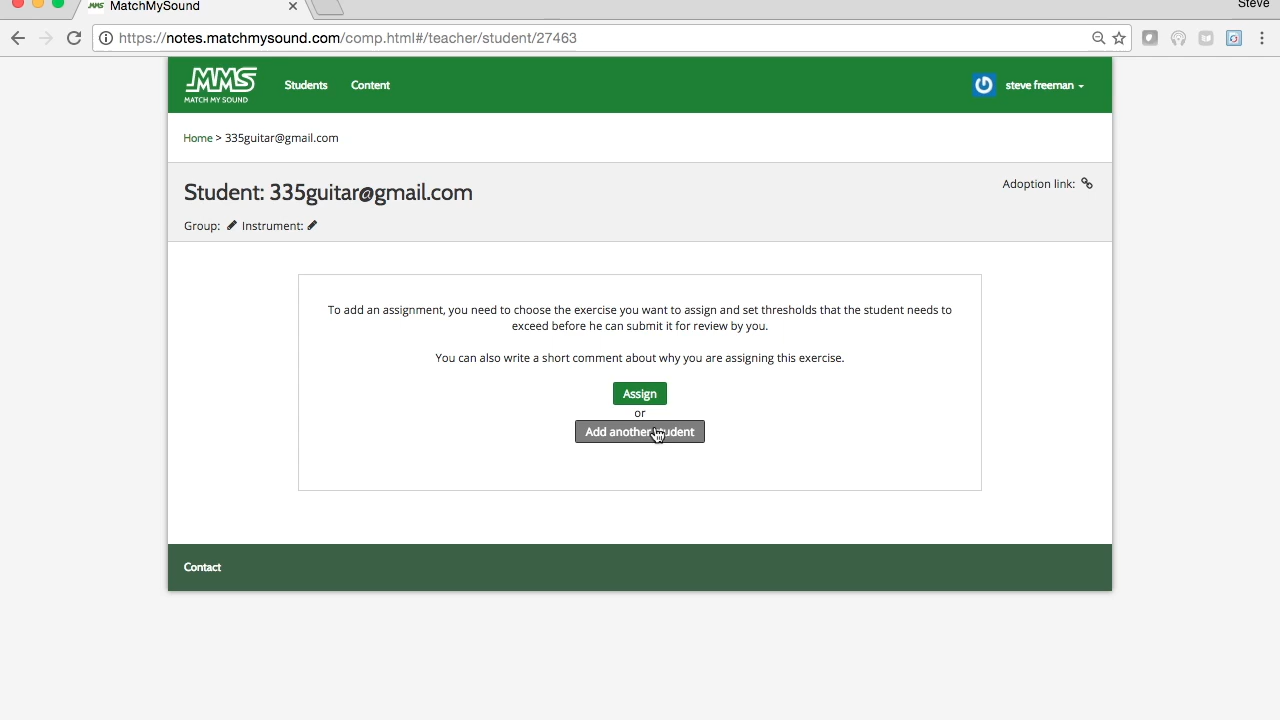 MMS MatchMySound
Steve
https://notes.matchmysound.com/comp.html#/teacher/student/27463
MMS
MATCH MY SOUND
Students
Content
steve freeman
Home > 335guitar@gmail.com
Student: 335guitar@gmail.com
Adoption link:
Group:
Instrument:
To add an assignment, you need to choose the exercise you want to assign and set thresholds that the student needs to
exceed before he can submit it for review by you.
You can also write a short comment about why you are assigning this exercise.
Assign
or
Add another student
Contact